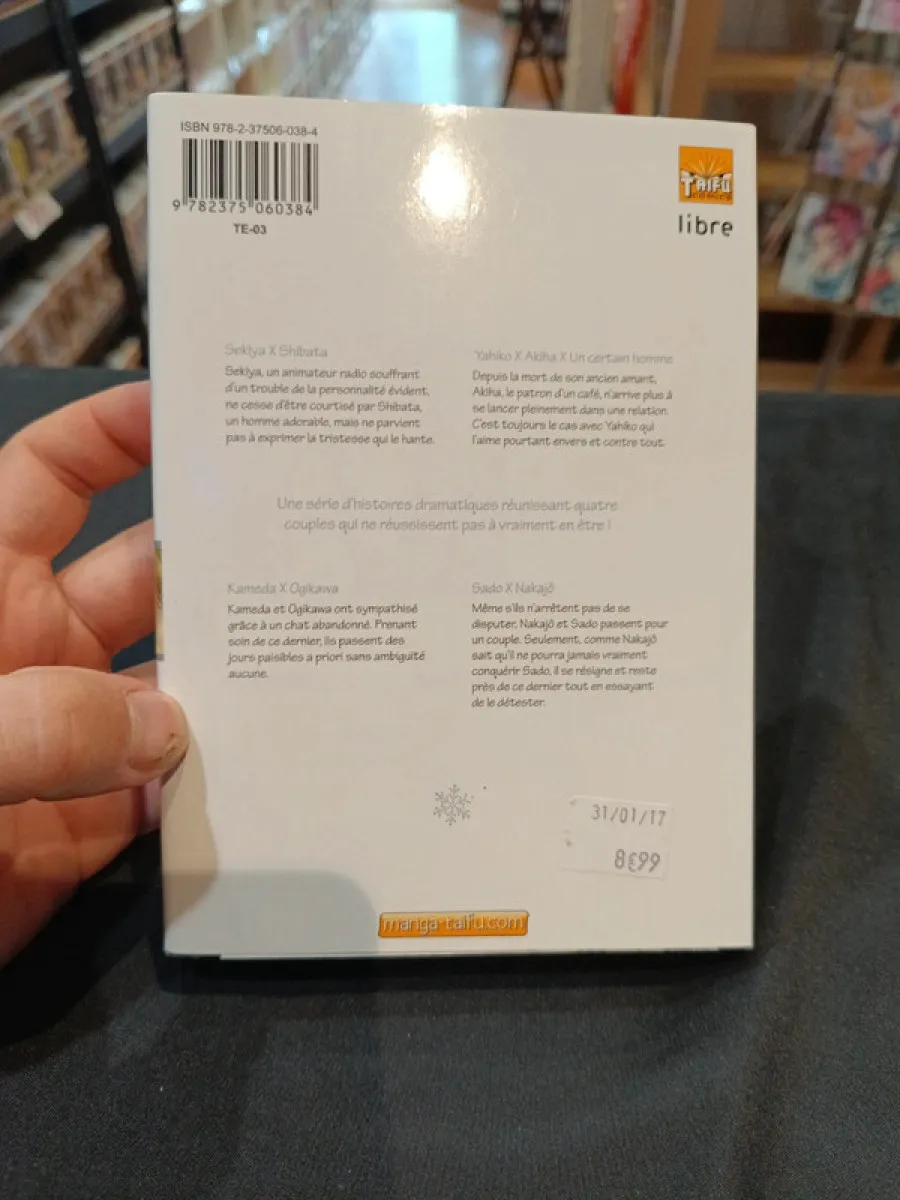 ISBN 978-2-37506-038-4
9 782375 060384
TE-03
TAIFU
COMICS
libre
Sekiya X Shibata
Sekiya, un animateur radio souffrant
d'un trouble de la personnalité évident,
ne cesse d'être courtisé par Shibata,
un homme adorable, mais ne parvient
pas à exprimer la tristesse qui le hante.
Yahiko X Akiha X Un certain homme
Depuis la mort de son ancien amant,
Akiha, le patron d'un café, n'arrive plus à
se lancer pleinement dans une relation.
C'est toujours le cas avec Yahiko qui
l'aime pourtant envers et contre tout.
Une série d'histoires dramatiques réunissant quatre
couples qui ne réussissent pas à vraiment en être !
Kameda X Ogikawa
Kameda et Ogikawa ont sympathisé
grâce à un chat abandonné. Prenant
soin de ce dernier, ils passent des
jours paisibles a priori sans ambiguïté
aucune.
Sado X Nakajô
Même s'ils n'arrêtent pas de se
disputer, Nakajô et Sado passent pour
un couple. Seulement, comme Nakajô
sait qu'il ne pourra jamais vraiment
conquérir Sado, il se résigne et reste
près de ce dernier tout en essayant
de le détester.
31/01/17
8€99
manga-taifu.com